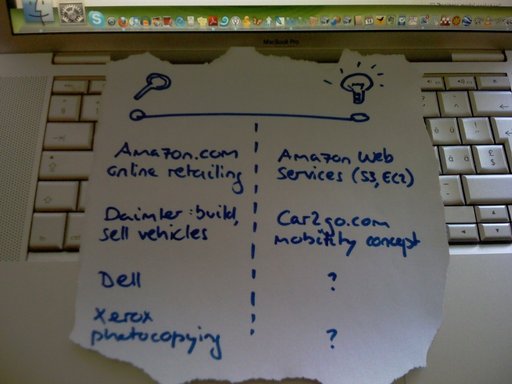 MacBook Pro
Amazon.com
online retailing
Amazon Web
Services (S3, EC2)
Daimler: build,
sell vehicles
Car2go.com
mobility concept
Dell
?
Xerox
photocopying
?